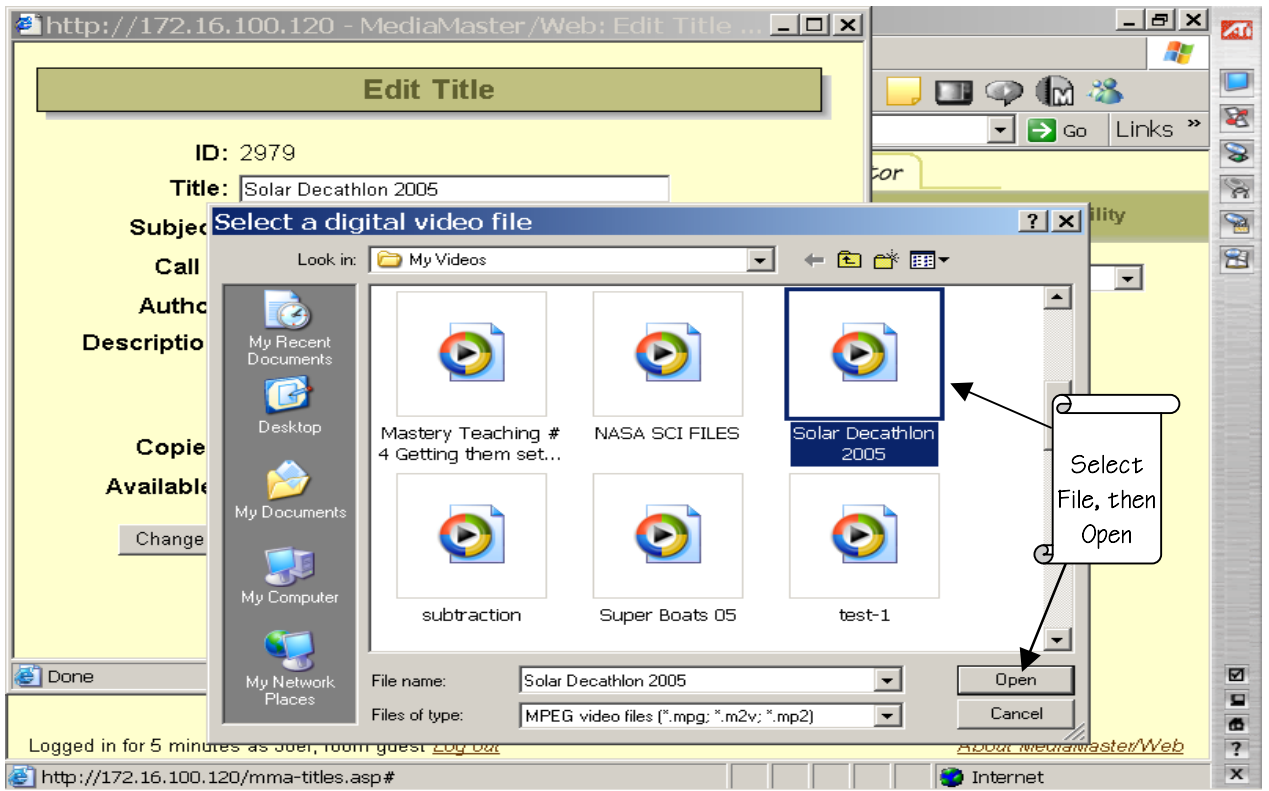 http://172.16.100.120 - MediaMaster/Web: Edit Title ...
Edit Title
ID: 2979
Title: Solar Decathlon 2005
Subjec
Call
Autho
Descriptio
Copie
Available
Change
Done
ATI
Go
Links »
tor
ility
Select a digital video file
Look in:
My Videos
My Recent
Documents
Desktop
My Documents
My Computer
My Network
Places
Mastery Teaching #
4 Getting them set...
NASA SCI FILES
Solar Decathlon
2005
subtraction
Super Boats 05
test-1
Select
File, then
Open
File name:
Solar Decathlon 2005
Open
Files of type:
MPEG video files (*.mpg; *.m2v; *.mp2)
Cancel
Logged in for 5 minutes as Joel, room guest Log out
About MediaMaster/Web
http://172.16.100.120/mma-titles.asp#
Internet